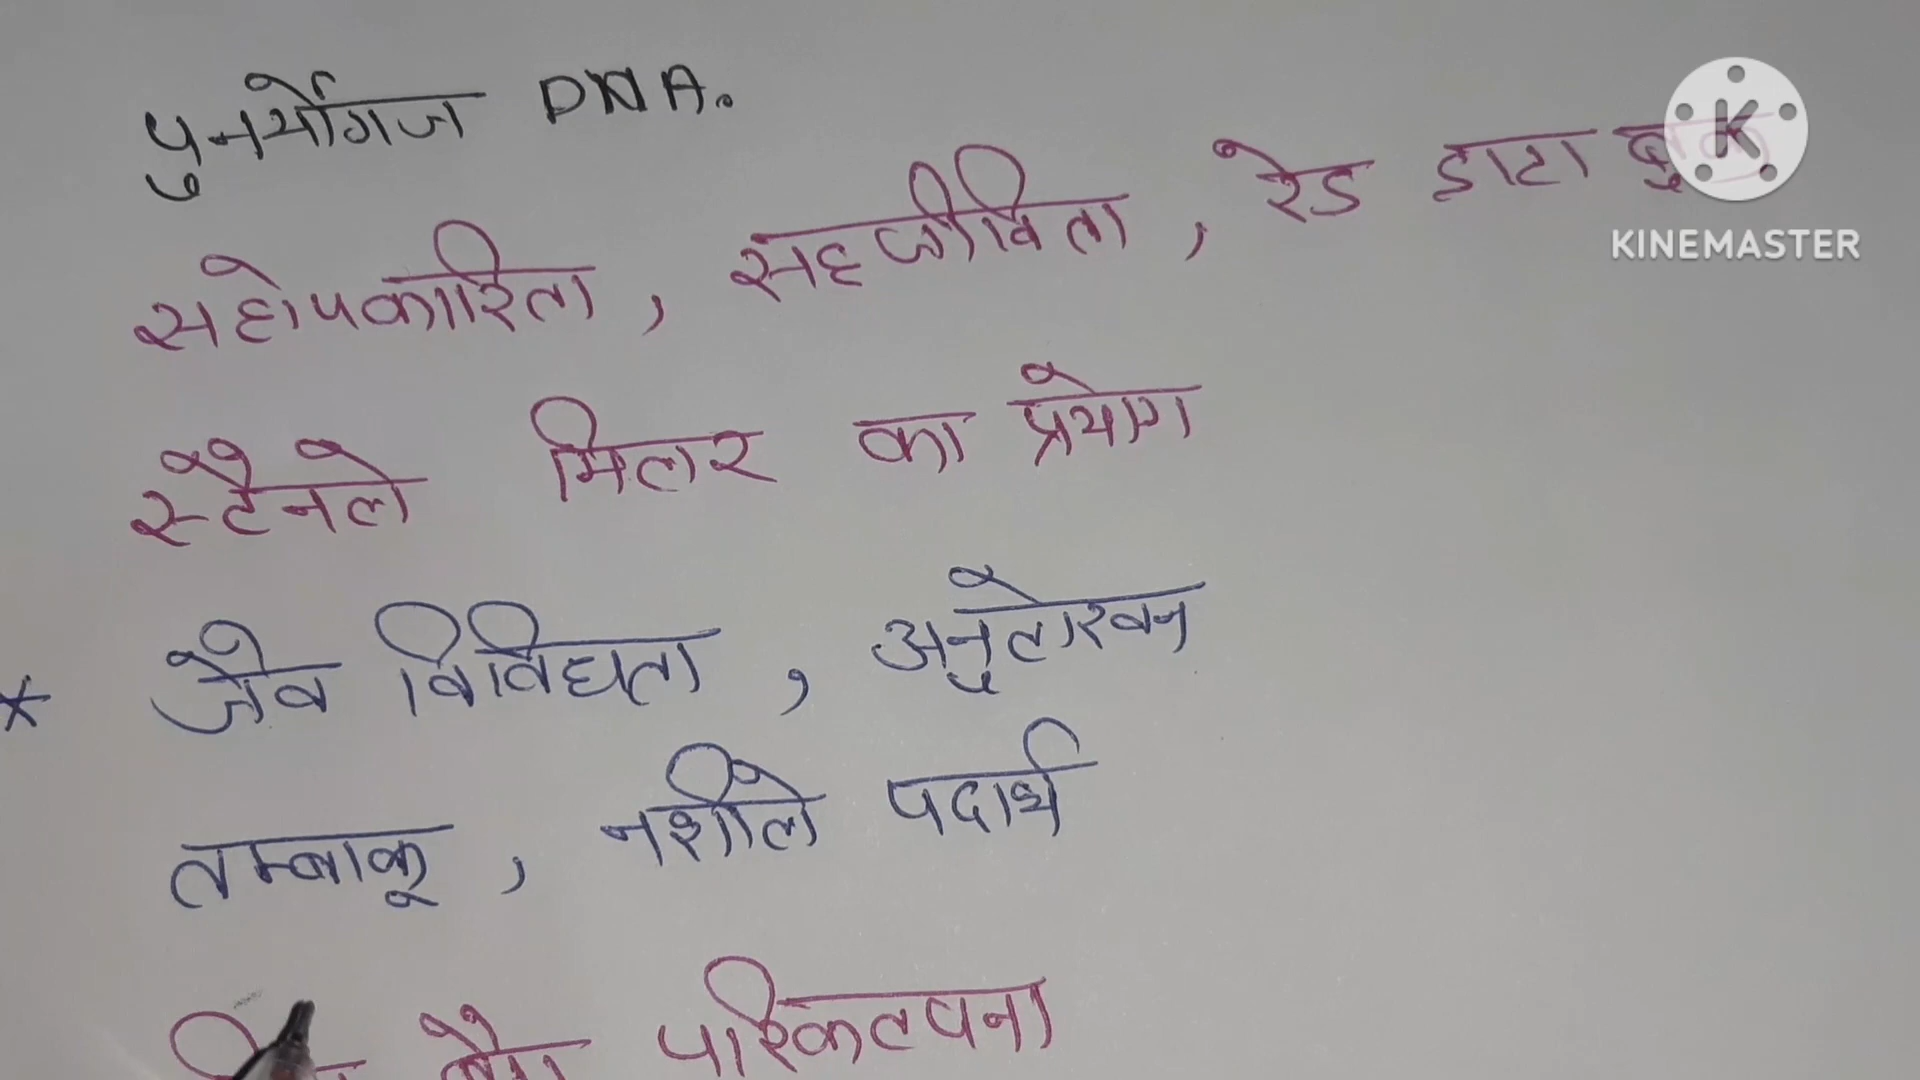 पुनर्योगज DNA.
सहोपकारिता, सहजीविता, रेड डाटा
K
KINEMASTER
स्टैनले मिलर का प्रयोग
* जैव विविधता, अनुलेखन
तम्बाकू, नशीले पदार्थ
बैंग परिकल्पना